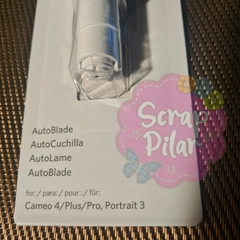 AutoBlade
AutoCuchilla
AutoLame
AutoBlade
for: / para: / pour : / für:
Cameo 4/Plus/Pro, Portrait 3
Scrap
Pilar